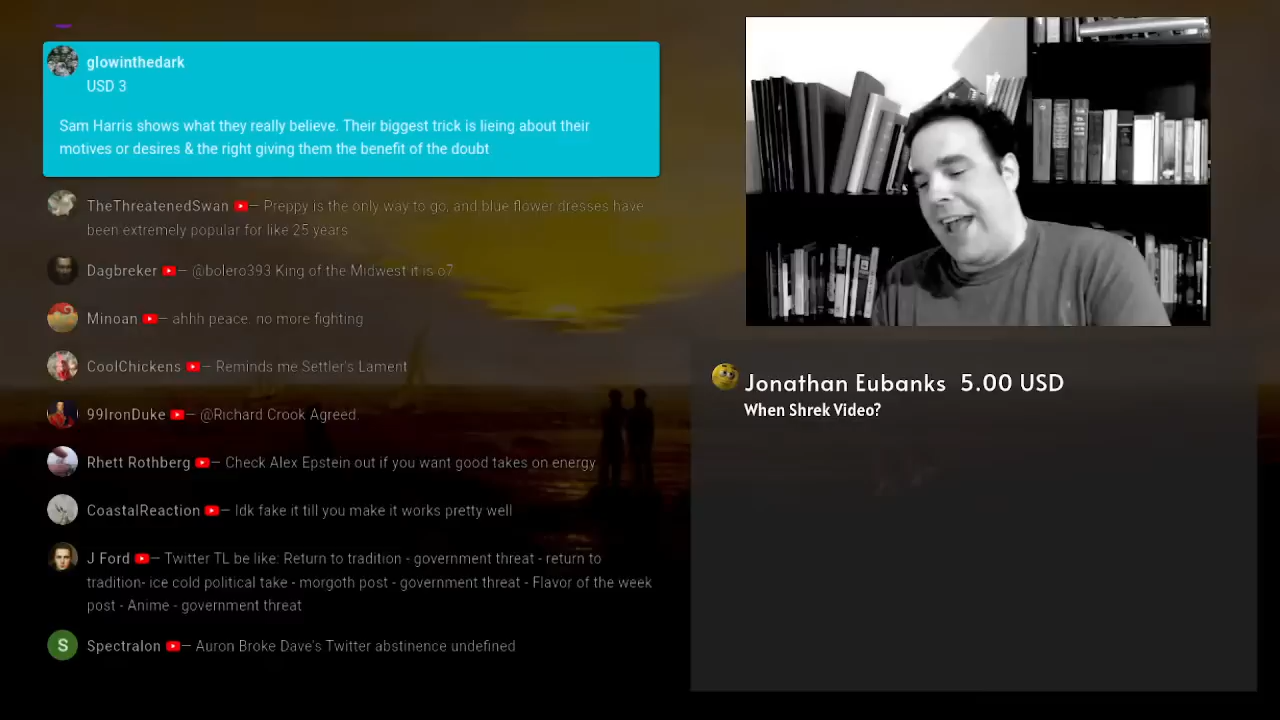 glowinthedark
USD 3
Sam Harris shows what they really believe. Their biggest trick is lieing about their
motives or desires & the right giving them the benefit of the doubt
TheThreatenedSwan — Preppy is the only way to go, and blue flower dresses have
been extremely popular for like 25 years
Dagbreker — @bolero393 King of the Midwest it is o7
Minoan — ahhh peace. no more fighting
CoolChickens — Reminds me Settler's Lament
99IronDuke — @Richard Crook Agreed.
Rhett Rothberg — Check Alex Epstein out if you want good takes on energy
CoastalReaction — Idk fake it till you make it works pretty well
J Ford — Twitter TL be like: Return to tradition - government threat - return to
tradition- ice cold political take - morgoth post - government threat - Flavor of the week
post - Anime - government threat
S Spectralon — Auron Broke Dave's Twitter abstinence undefined
Jonathan Eubanks 5.00 USD
When Shrek Video?